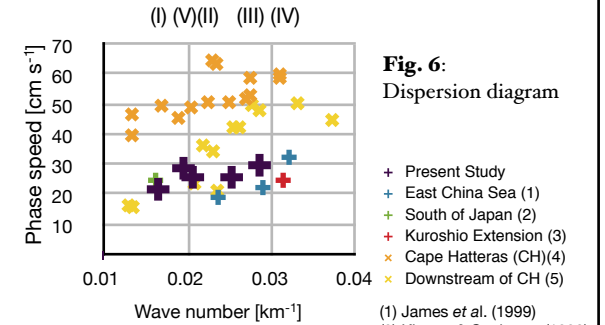 (I) (V)(II) (III) (IV)
70
60
50
40
30
20
10
Phase speed [cm s-1]
0.01 0.02 0.03 0.04
Wave number [km-1]
Fig. 6:
Dispersion diagram
Present Study
East China Sea (1)
South of Japan (2)
Kuroshio Extension (3)
Cape Hatteras (CH)(4)
Downstream of CH (5)
(1) James et al. (1999)